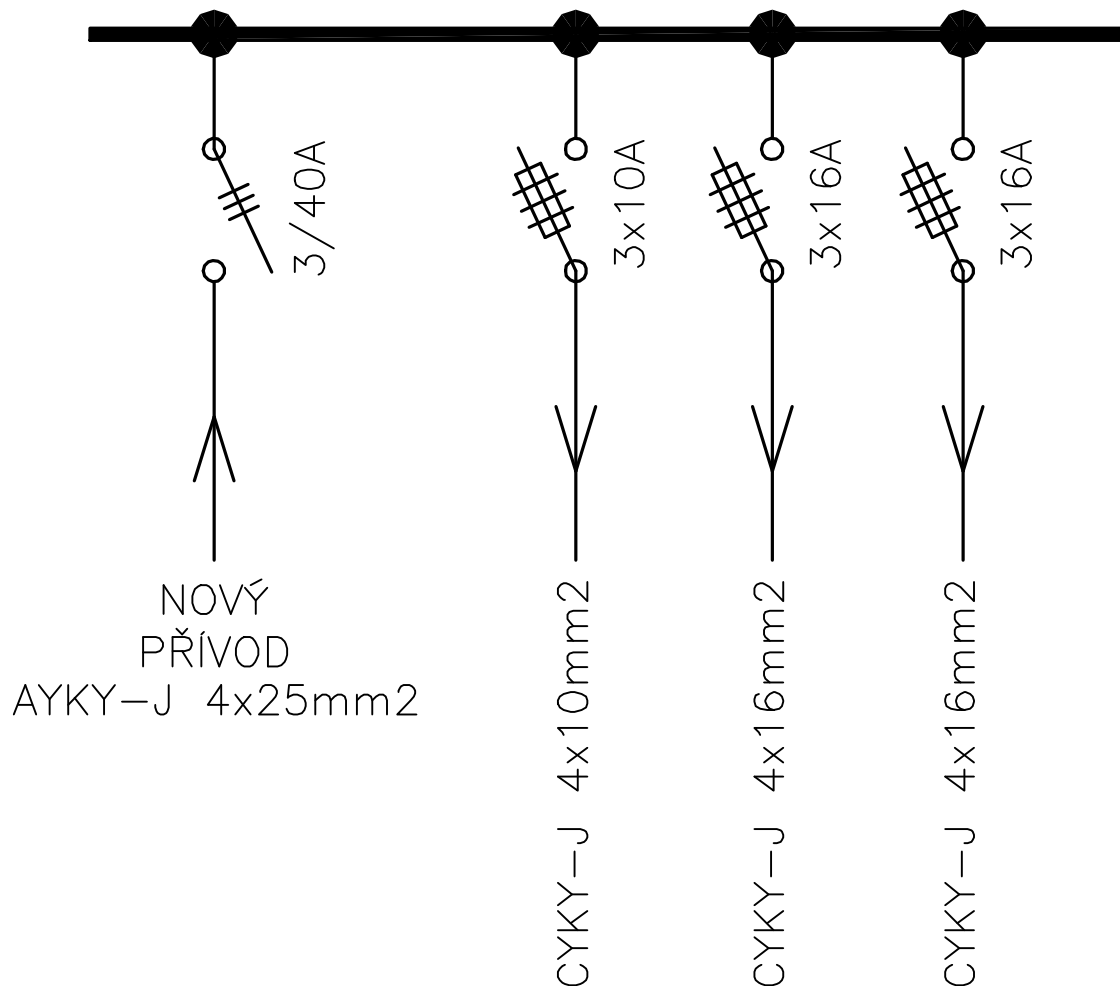 3/40A
3x10A
3x16A
3x16A
NOVÝ
PŘÍVOD
AYKY-J 4x25mm2
CYKY-J 4x10mm2
CYKY-J 4x16mm2
CYKY-J 4x16mm2